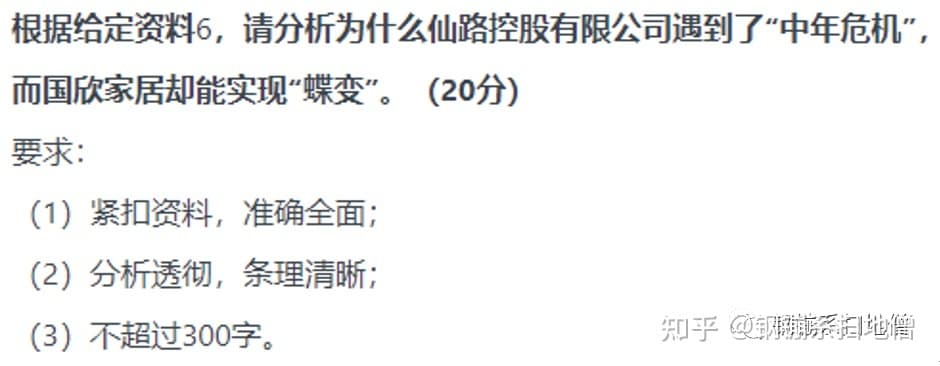 根据给定资料6，请分析为什么仙路控股有限公司遇到了“中年危机”，
而国欣家居却能实现“蝶变”。（20分）
要求：
（1）紧扣资料，准确全面；
（2）分析透彻，条理清晰；
（3）不超过300字。
知乎